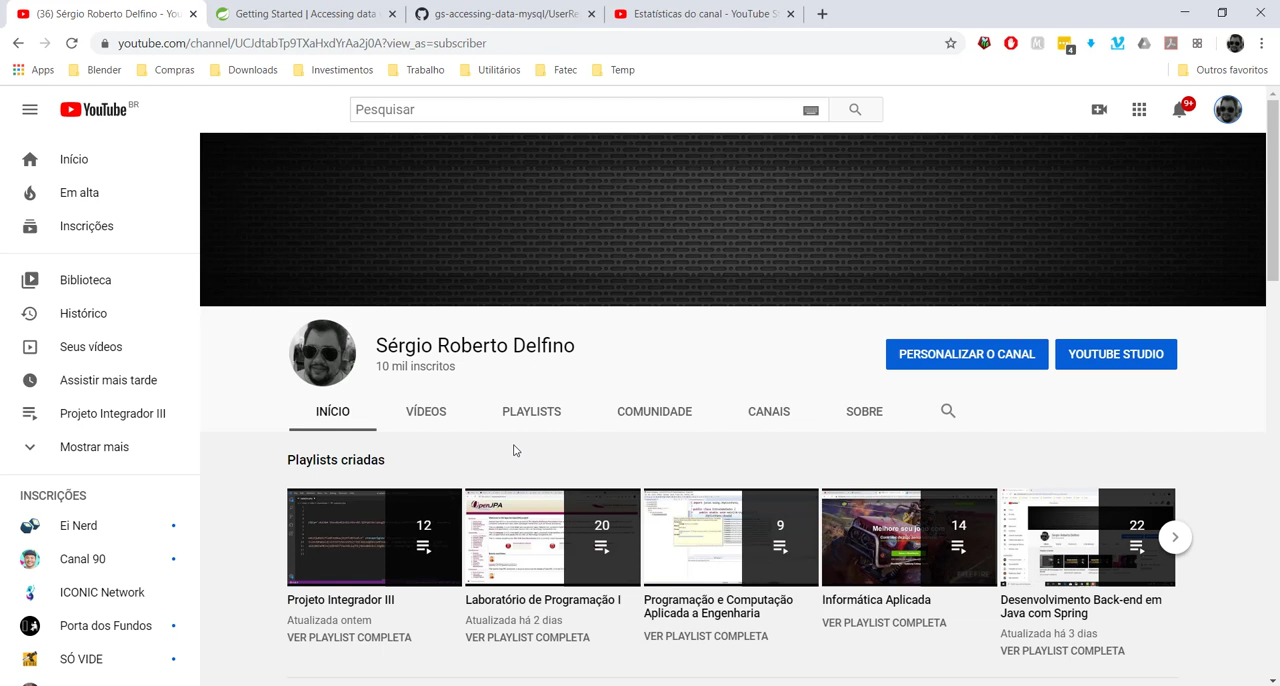 (36) Sérgio Roberto Delfino - You
Getting Started | Accessing data
gs-accessing-data-mysql/UserRe
Estatísticas do canal - YouTube S
youtube.com/channel/UCJdtabTp9TXaHxdYrAa2j0A?view_as=subscriber
4
Apps
Blender
Compras
Downloads
Investimentos
Trabalho
Utilitários
Fatec
Temp
Outros favoritos
YouTube BR
Pesquisar
9+
Início
Em alta
Inscrições
Biblioteca
Histórico
Seus vídeos
Assistir mais tarde
Projeto Integrador III
Mostrar mais
INSCRIÇÕES
Ei Nerd
Canal 90
ICONIC Network
Porta dos Fundos
SÓ VIDE
Sérgio Roberto Delfino
10 mil inscritos
PERSONALIZAR O CANAL
YOUTUBE STUDIO
INÍCIO
VÍDEOS
PLAYLISTS
COMUNIDADE
CANAIS
SOBRE
Playlists criadas
12
Projeto Integrador III
Atualizada ontem
VER PLAYLIST COMPLETA
20
Laboratório de Programação I
Atualizada há 2 dias
VER PLAYLIST COMPLETA
9
Programação e Computação
Aplicada a Engenharia
VER PLAYLIST COMPLETA
Melhore seu jogo com
14
Informática Aplicada
VER PLAYLIST COMPLETA
22
Desenvolvimento Back-end em
Java com Spring
Atualizada há 3 dias
VER PLAYLIST COMPLETA